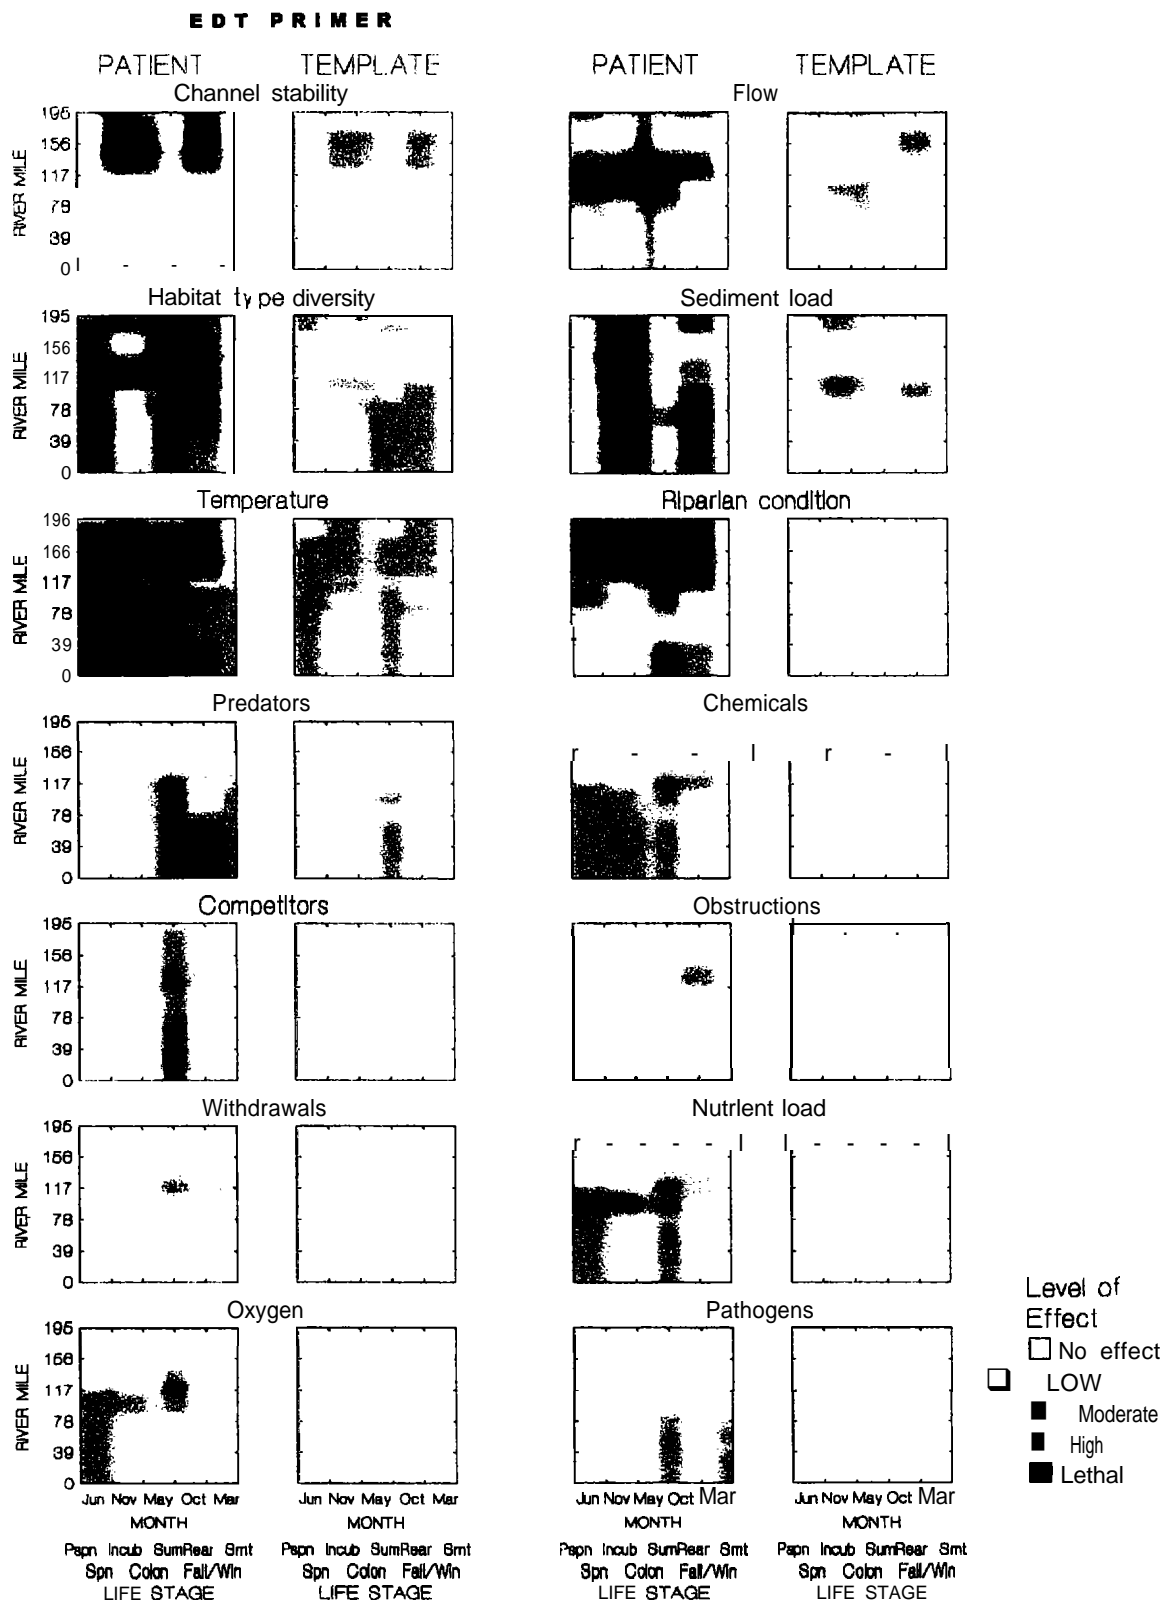 EDT PRIMER
PATIENT TEMPLATE PATIENT TEMPLATE
Channel stability Flow
RIVER MILE
195
156
117
78
39
0
Habitat type diversity Sediment load
RIVER MILE
195
156
117
78
39
0
Temperature Riparian condition
RIVER MILE
196
166
117
78
39
0
Predators Chemicals
RIVER MILE
195
156
117
78
39
0
Competitors Obstructions
RIVER MILE
195
156
117
78
39
0
Withdrawals Nutrient load
RIVER MILE
195
156
117
78
39
0
Oxygen Pathogens
RIVER MILE
195
156
117
78
39
0
Level of
Effect
No effect
LOW
Moderate
High
Lethal
Jun Nov May Oct Mar Jun Nov May Oct Mar Jun Nov May Oct Mar Jun Nov May Oct Mar
MONTH MONTH MONTH MONTH
Pspn Incub SumRear Smt Pspn Incub SumRear Smt Pspn Incub SumRear Smt Pspn Incub SumRear Smt
Spn Colon Fall/Win Spn Colon Fall/Win Spn Colon Fall/Win Spn Colon Fall/Win
LIFE STAGE LIFE STAGE LIFE STAGE LIFE STAGE